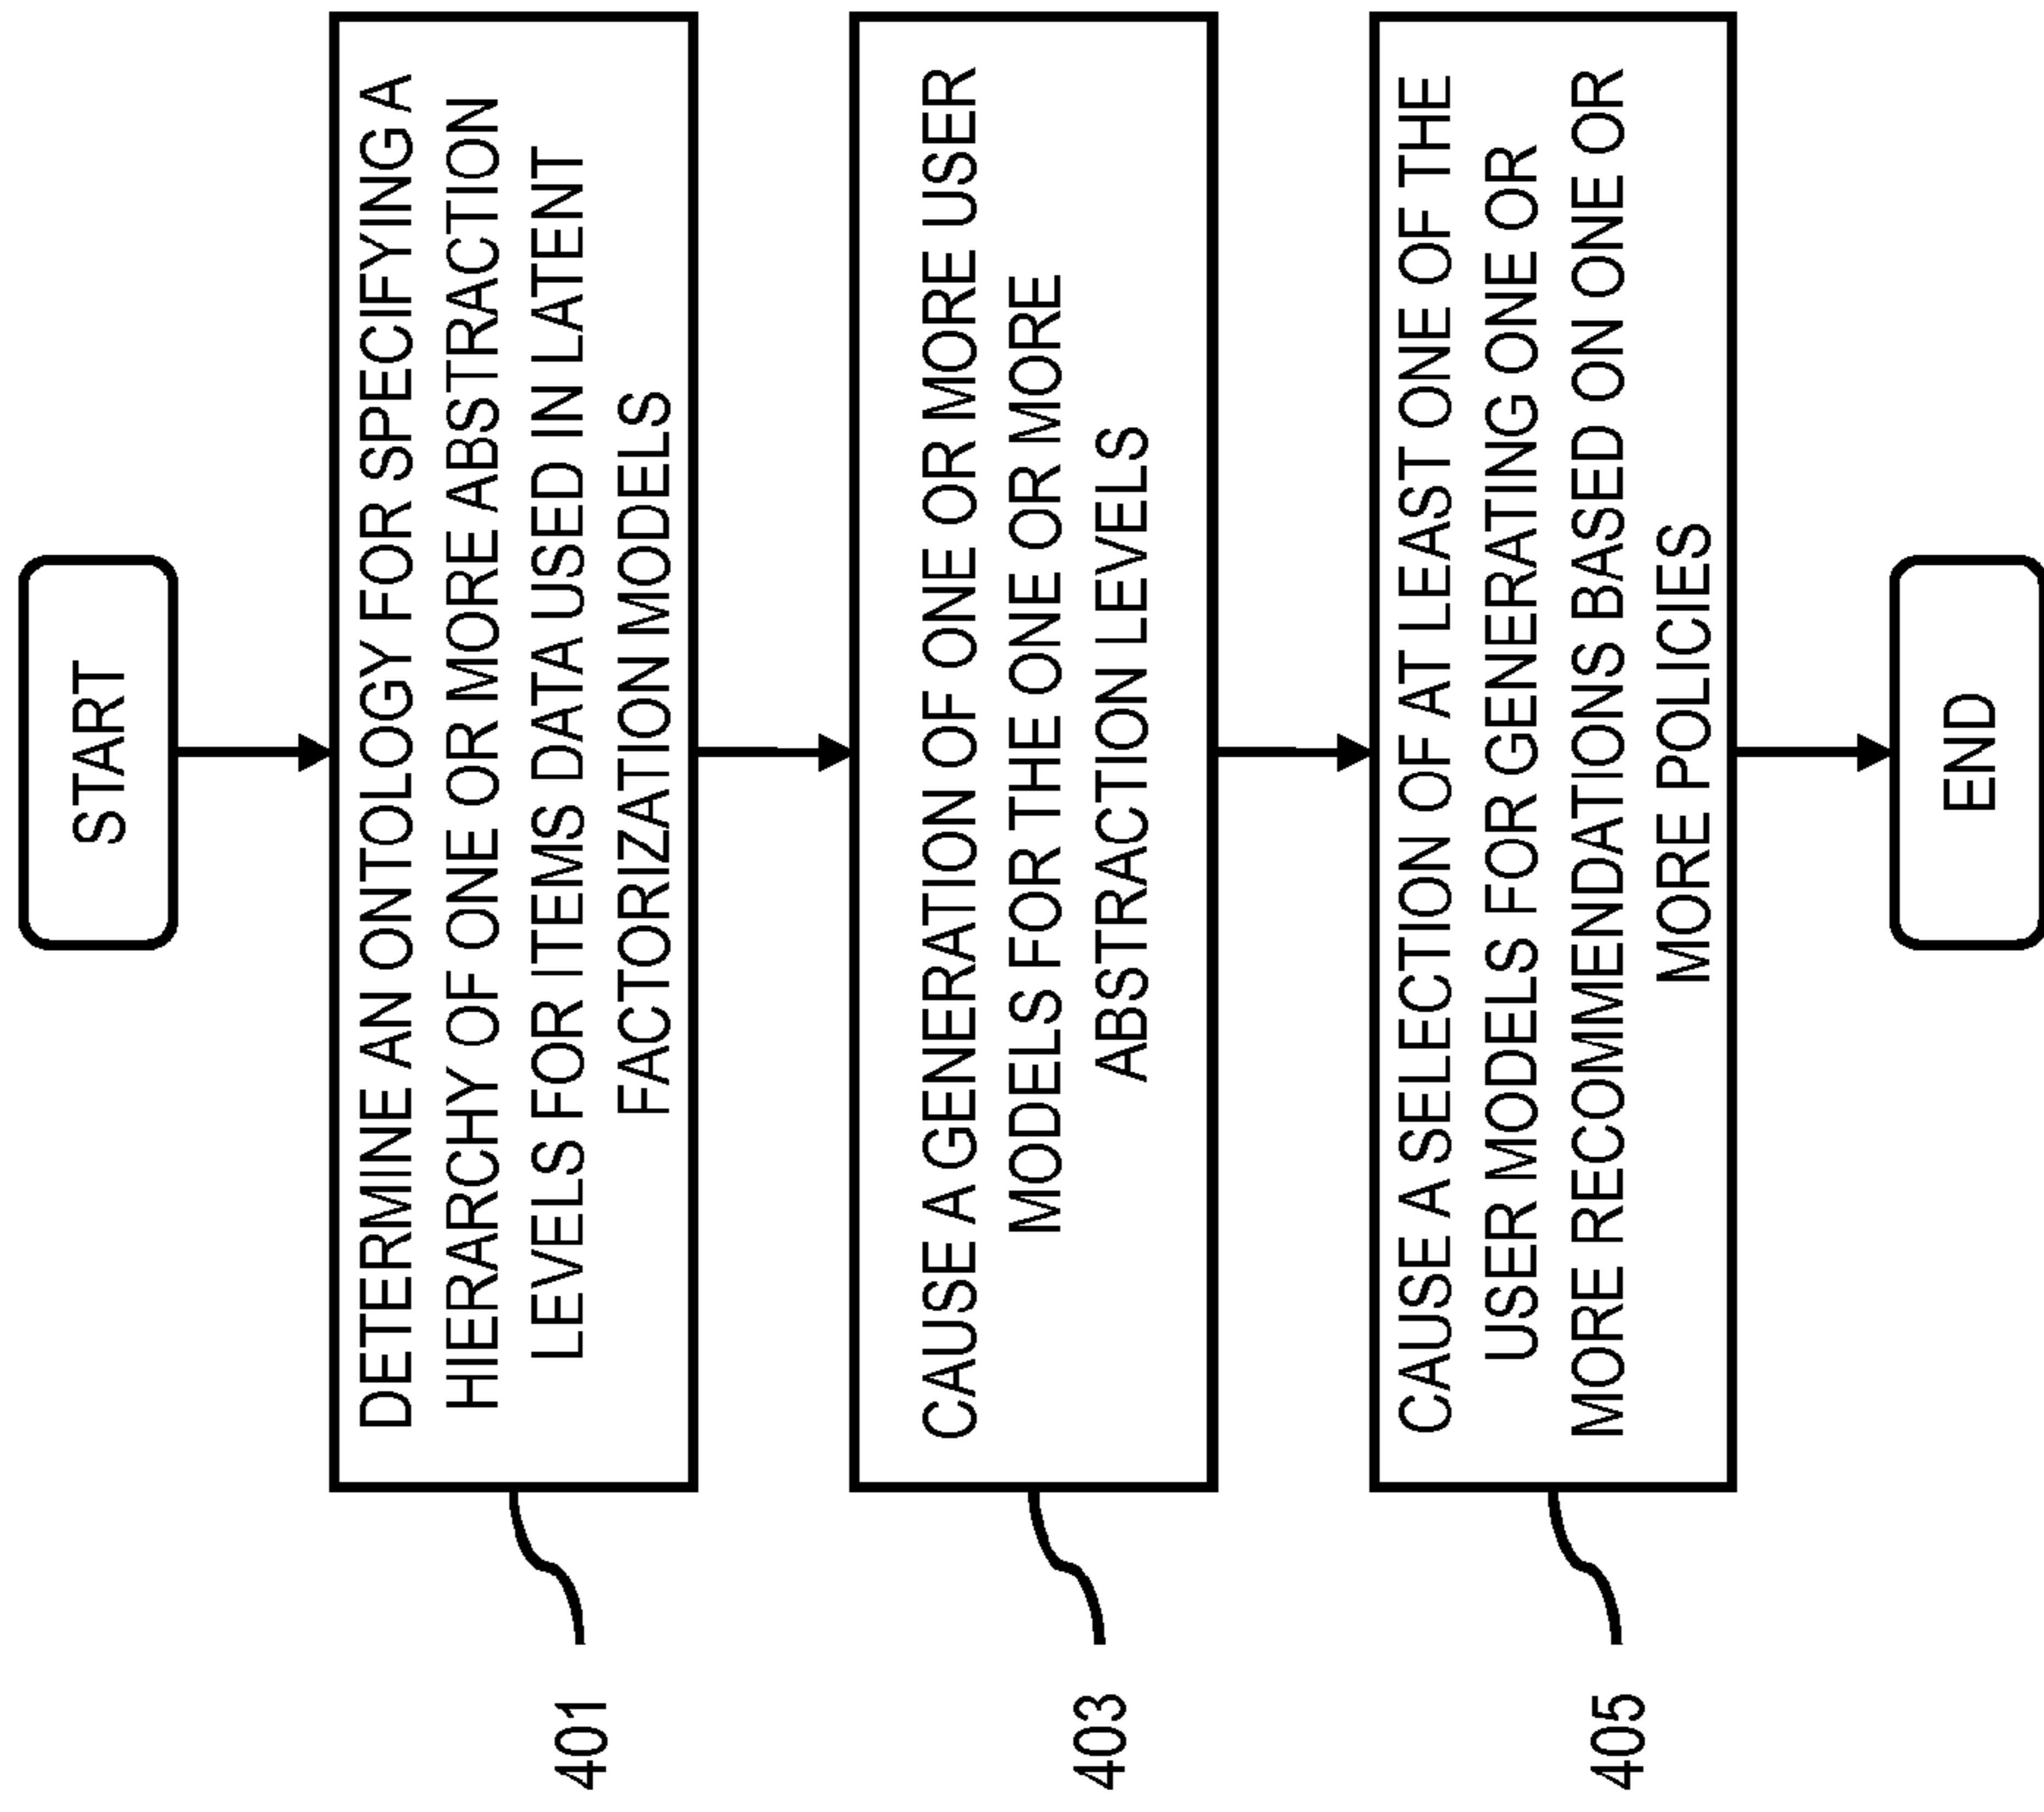 START
401
DETERMINE AN ONTOLOGY FOR SPECIFYING A
HIERARCHY OF ONE OR MORE ABSTRACTION
LEVELS FOR ITEMS DATA USED IN LATENT
FACTORIZATION MODELS
403
CAUSE A GENERATION OF ONE OR MORE USER
MODELS FOR THE ONE OR MORE
ABSTRACTION LEVELS
405
CAUSE A SELECTION OF AT LEAST ONE OF THE
USER MODELS FOR GENERATING ONE OR
MORE RECOMMENDATIONS BASED ON ONE OR
MORE POLICIES
END